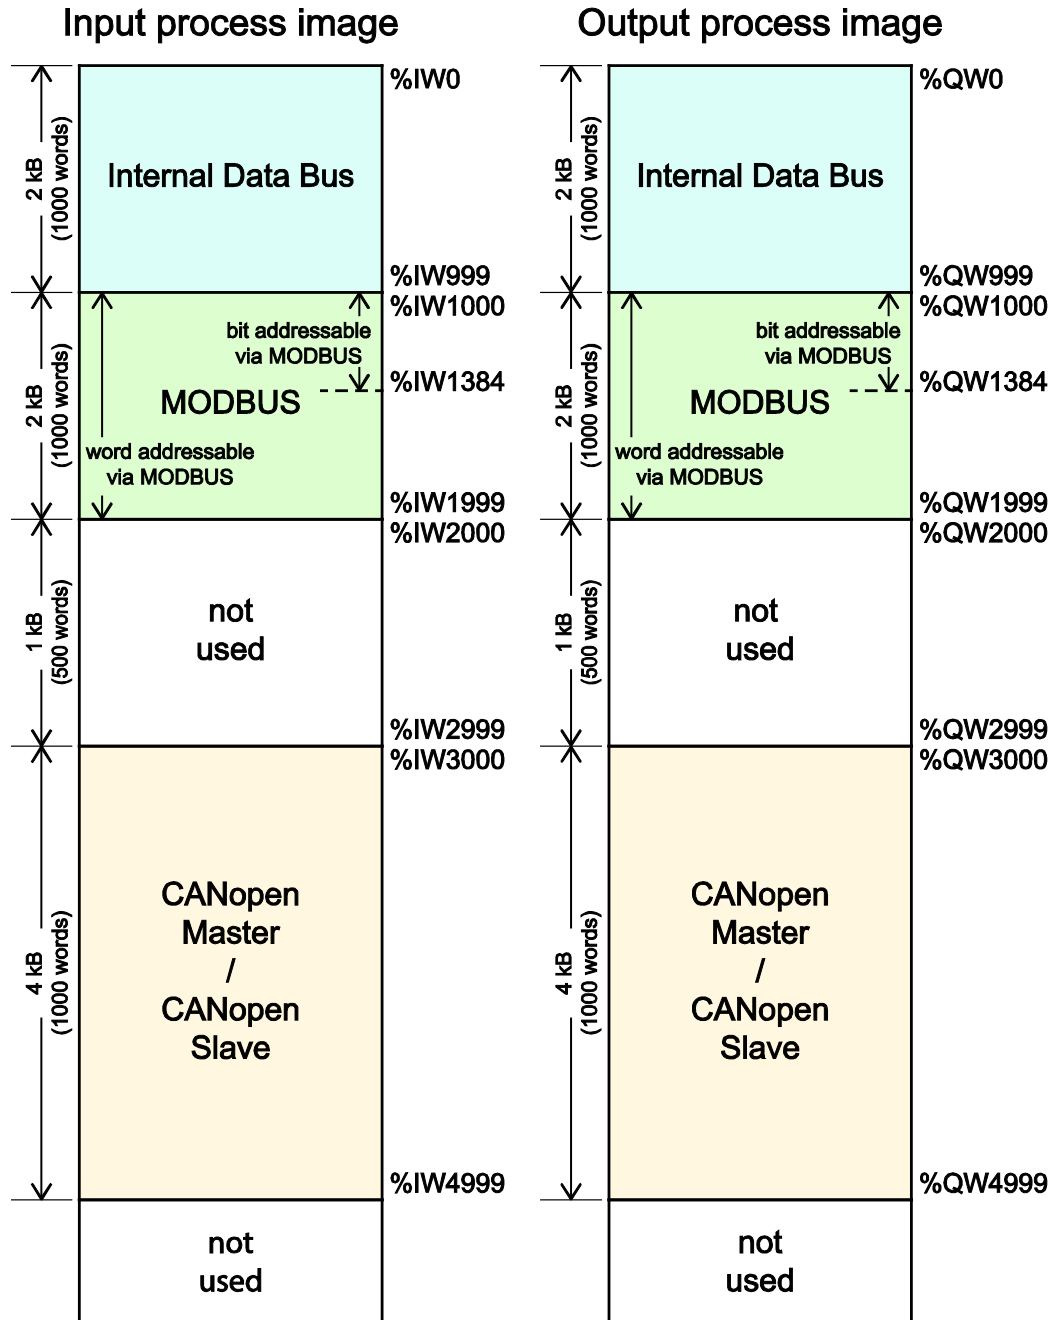 Input process image
%IW0
2 kB
(1000 words)
Internal Data Bus
%IW999
%IW1000
bit addressable
via MODBUS
%IW1384
2 kB
(1000 words)
MODBUS
word addressable
via MODBUS
%IW1999
%IW2000
1 kB
(500 words)
not
used
%IW2999
%IW3000
4 kB
(1000 words)
CANopen
Master
/
CANopen
Slave
%IW4999
not
used
Output process image
%QW0
2 kB
(1000 words)
Internal Data Bus
%QW999
%QW1000
bit addressable
via MODBUS
%QW1384
2 kB
(1000 words)
MODBUS
word addressable
via MODBUS
%QW1999
%QW2000
1 kB
(500 words)
not
used
%QW2999
%QW3000
4 kB
(1000 words)
CANopen
Master
/
CANopen
Slave
%QW4999
not
used